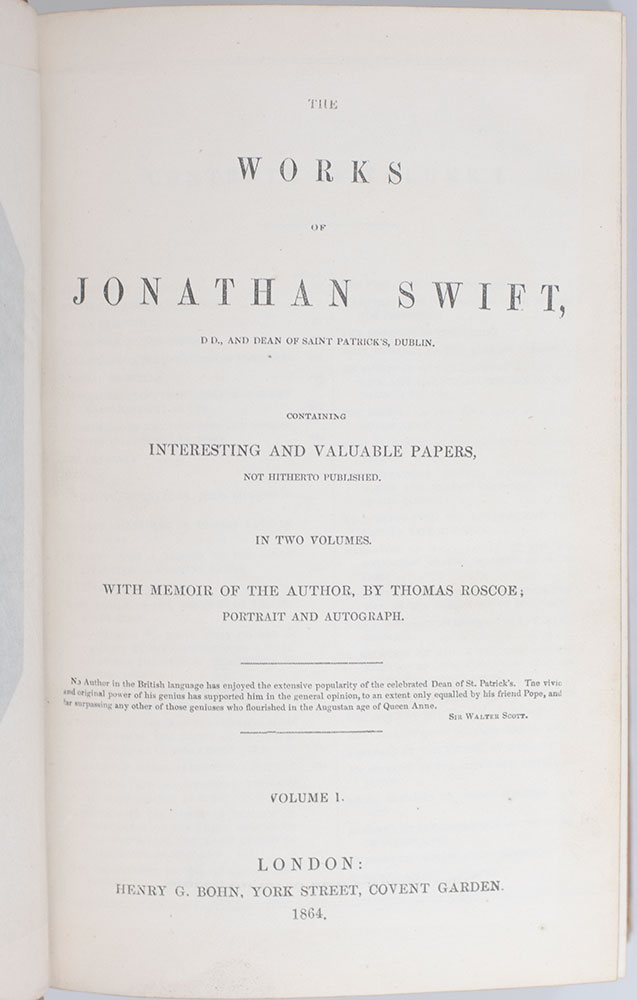 THE
WORKS
OF
JONATHAN SWIFT,
D D., AND DEAN OF SAINT PATRICK'S, DUBLIN.
CONTAINING
INTERESTING AND VALUABLE PAPERS,
NOT HITHERTO PUBLISHED.
IN TWO VOLUMES.
WITH MEMOIR OF THE AUTHOR, BY THOMAS ROSCOE;
PORTRAIT AND AUTOGRAPH.
No Author in the British language has enjoyed the extensive popularity of the celebrated Dean of St. Patrick's. The vivid
and original power of his genius has supported him in the general opinion, to an extent only equalled by his friend Pope, and
far surpassing any other of those geniuses who flourished in the Augustan age of Queen Anne.
SIR WALTER SCOTT.
VOLUME I.
LONDON:
HENRY G. BOHN, YORK STREET, COVENT GARDEN.
1864.